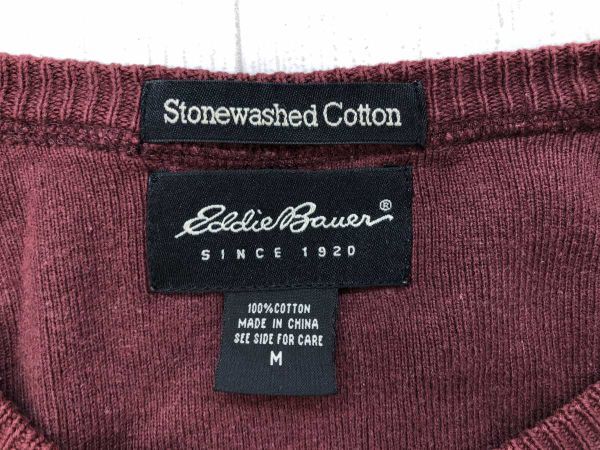 Stonewashed Cotton
Eddie Bauer®
SINCE 1920
100%COTTON
MADE IN CHINA
SEE SIDE FOR CARE
M